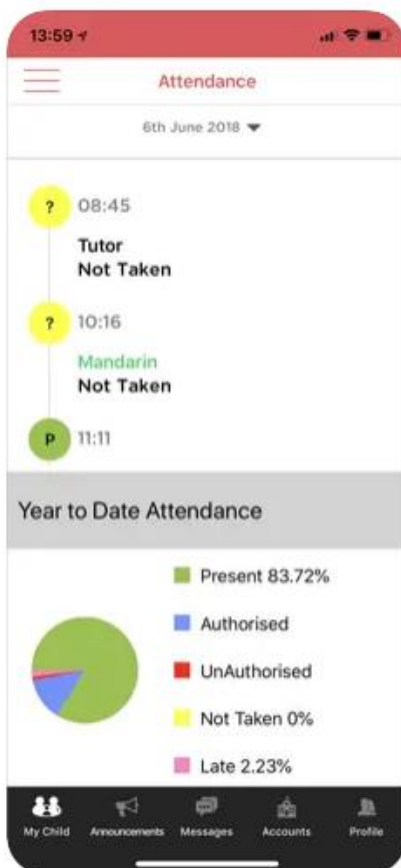 13:59
Attendance
6th June 2018
? 08:45
Tutor
Not Taken
? 10:16
Mandarin
Not Taken
P 11:11
Year to Date Attendance
Present 83.72%
Authorised
UnAuthorised
Not Taken 0%
Late 2.23%
My Child Announcements Messages Accounts Profile